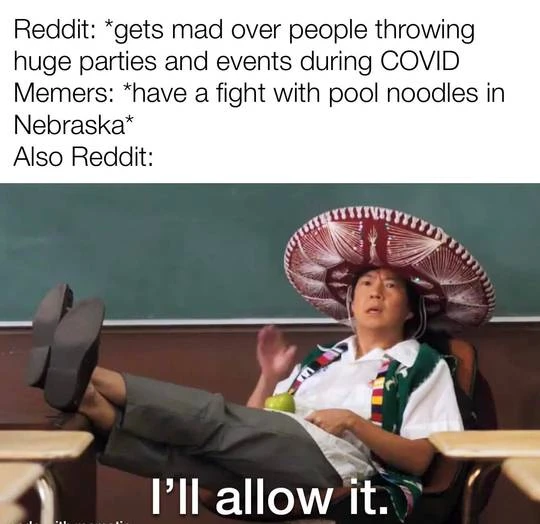 Reddit: *gets mad over people throwing
huge parties and events during COVID
Memers: *have a fight with pool noodles in
Nebraska*
Also Reddit:
I'll allow it.